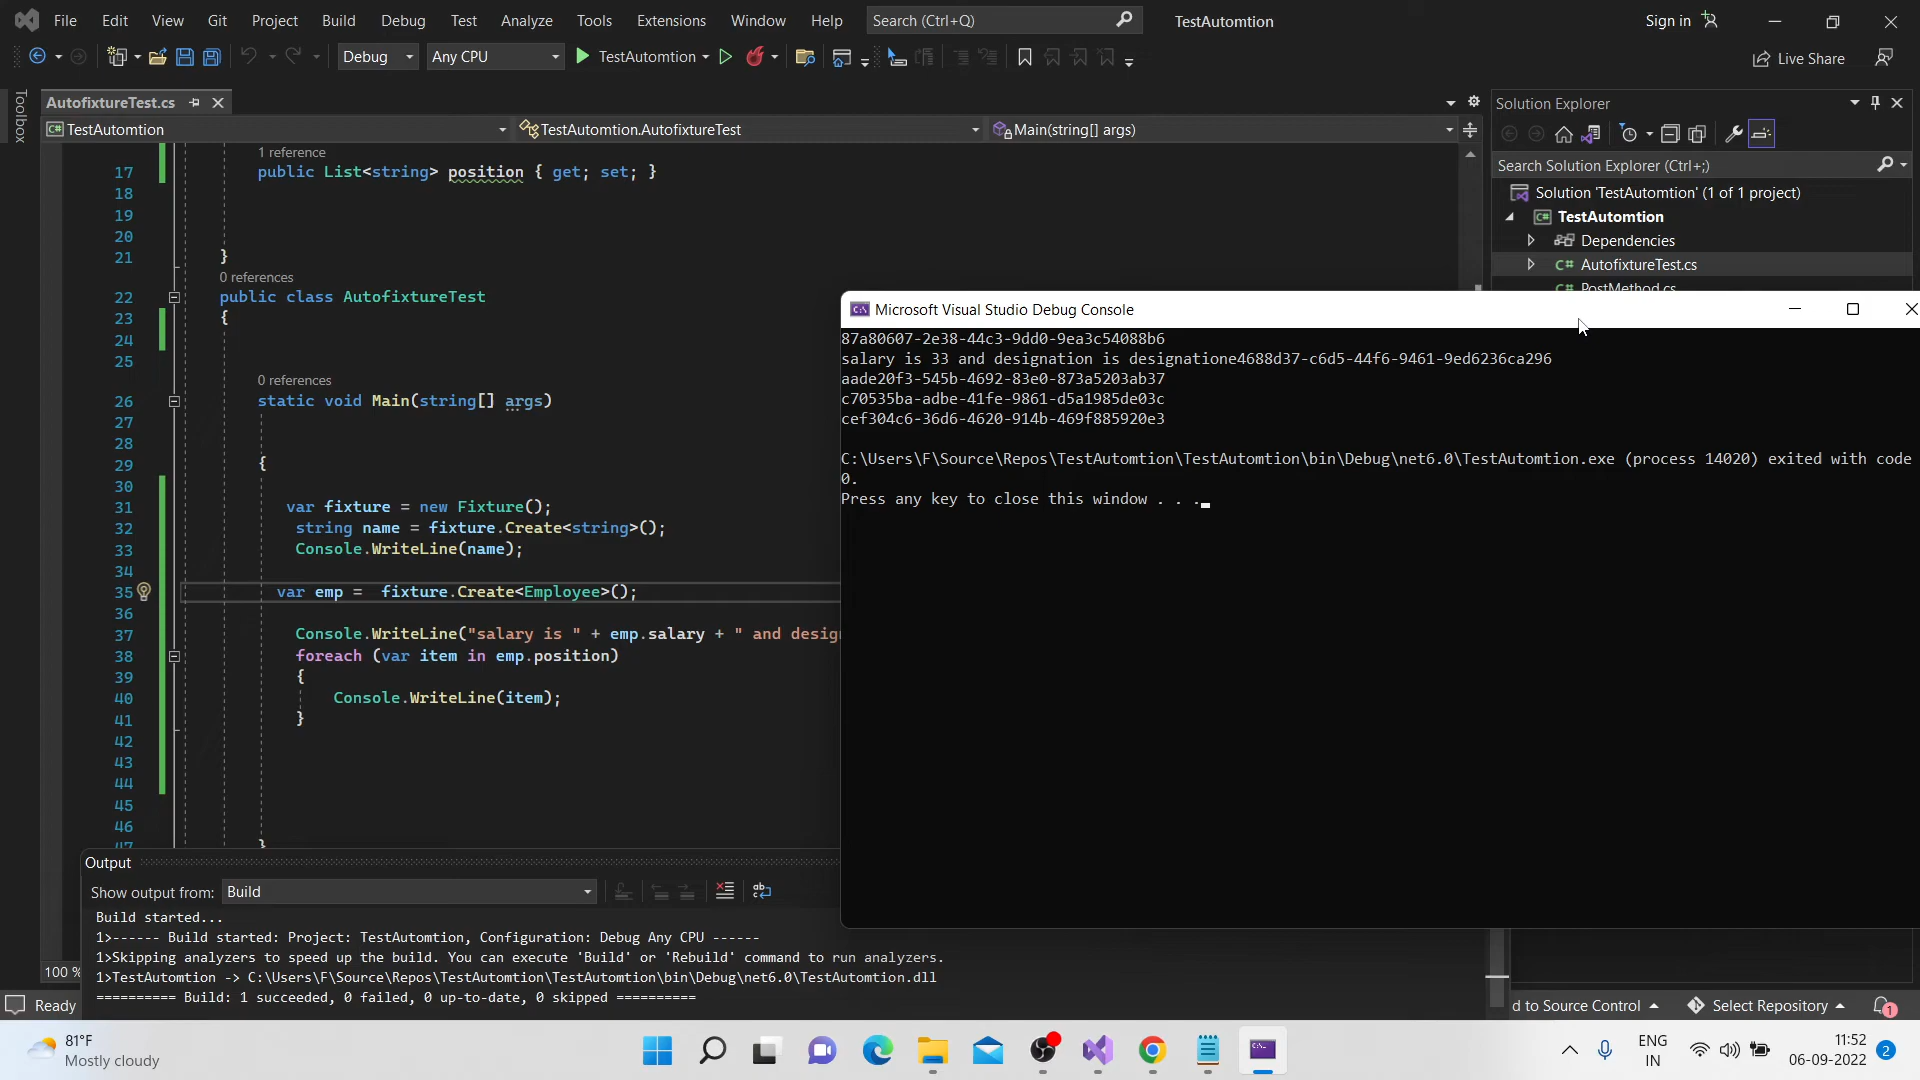 File Edit View Git Project Build Debug Test Analyze Tools Extensions Window Help Search (Ctrl+Q) TestAutomtion Sign in
Debug Any CPU TestAutomtion Live Share
Toolbox
AutofixtureTest.cs
TestAutomtion TestAutomtion.AutofixtureTest Main(string[] args)
1 reference
17 public List<string> position { get; set; }
18
19
20
21 }
0 references
22 public class AutofixtureTest
23 {
24
25
0 references
26 static void Main(string[] args)
27
28
29 {
30
31 var fixture = new Fixture();
32 string name = fixture.Create<string>();
33 Console.WriteLine(name);
34
35 var emp = fixture.Create<Employee>();
36
37 Console.WriteLine("salary is " + emp.salary + " and desig
38 foreach (var item in emp.position)
39 {
40 Console.WriteLine(item);
41 }
42
43
44
45
46
47 }
100 %
Solution Explorer
Search Solution Explorer (Ctrl+;)
Solution 'TestAutomtion' (1 of 1 project)
TestAutomtion
Dependencies
C# AutofixtureTest.cs
C# PostMethod.cs
Microsoft Visual Studio Debug Console
87a80607-2e38-44c3-9dd0-9ea3c54088b6
salary is 33 and designation is designatione4688d37-c6d5-44f6-9461-9ed6236ca296
aade20f3-545b-4692-83e0-873a5203ab37
c70535ba-adbe-41fe-9861-d5a1985de03c
cef304c6-36d6-4620-914b-469f885920e3
C:\Users\F\Source\Repos\TestAutomtion\TestAutomtion\bin\Debug\net6.0\TestAutomtion.exe (process 14020) exited with code
0.
Press any key to close this window . . .
Output
Show output from: Build
Build started...
1>------ Build started: Project: TestAutomtion, Configuration: Debug Any CPU ------
1>Skipping analyzers to speed up the build. You can execute 'Build' or 'Rebuild' command to run analyzers.
1>TestAutomtion -> C:\Users\F\Source\Repos\TestAutomtion\TestAutomtion\bin\Debug\net6.0\TestAutomtion.dll
========== Build: 1 succeeded, 0 failed, 0 up-to-date, 0 skipped ==========
Ready d to Source Control Select Repository 1
81°F
Mostly cloudy
ENG
IN
11:52
06-09-2022
2